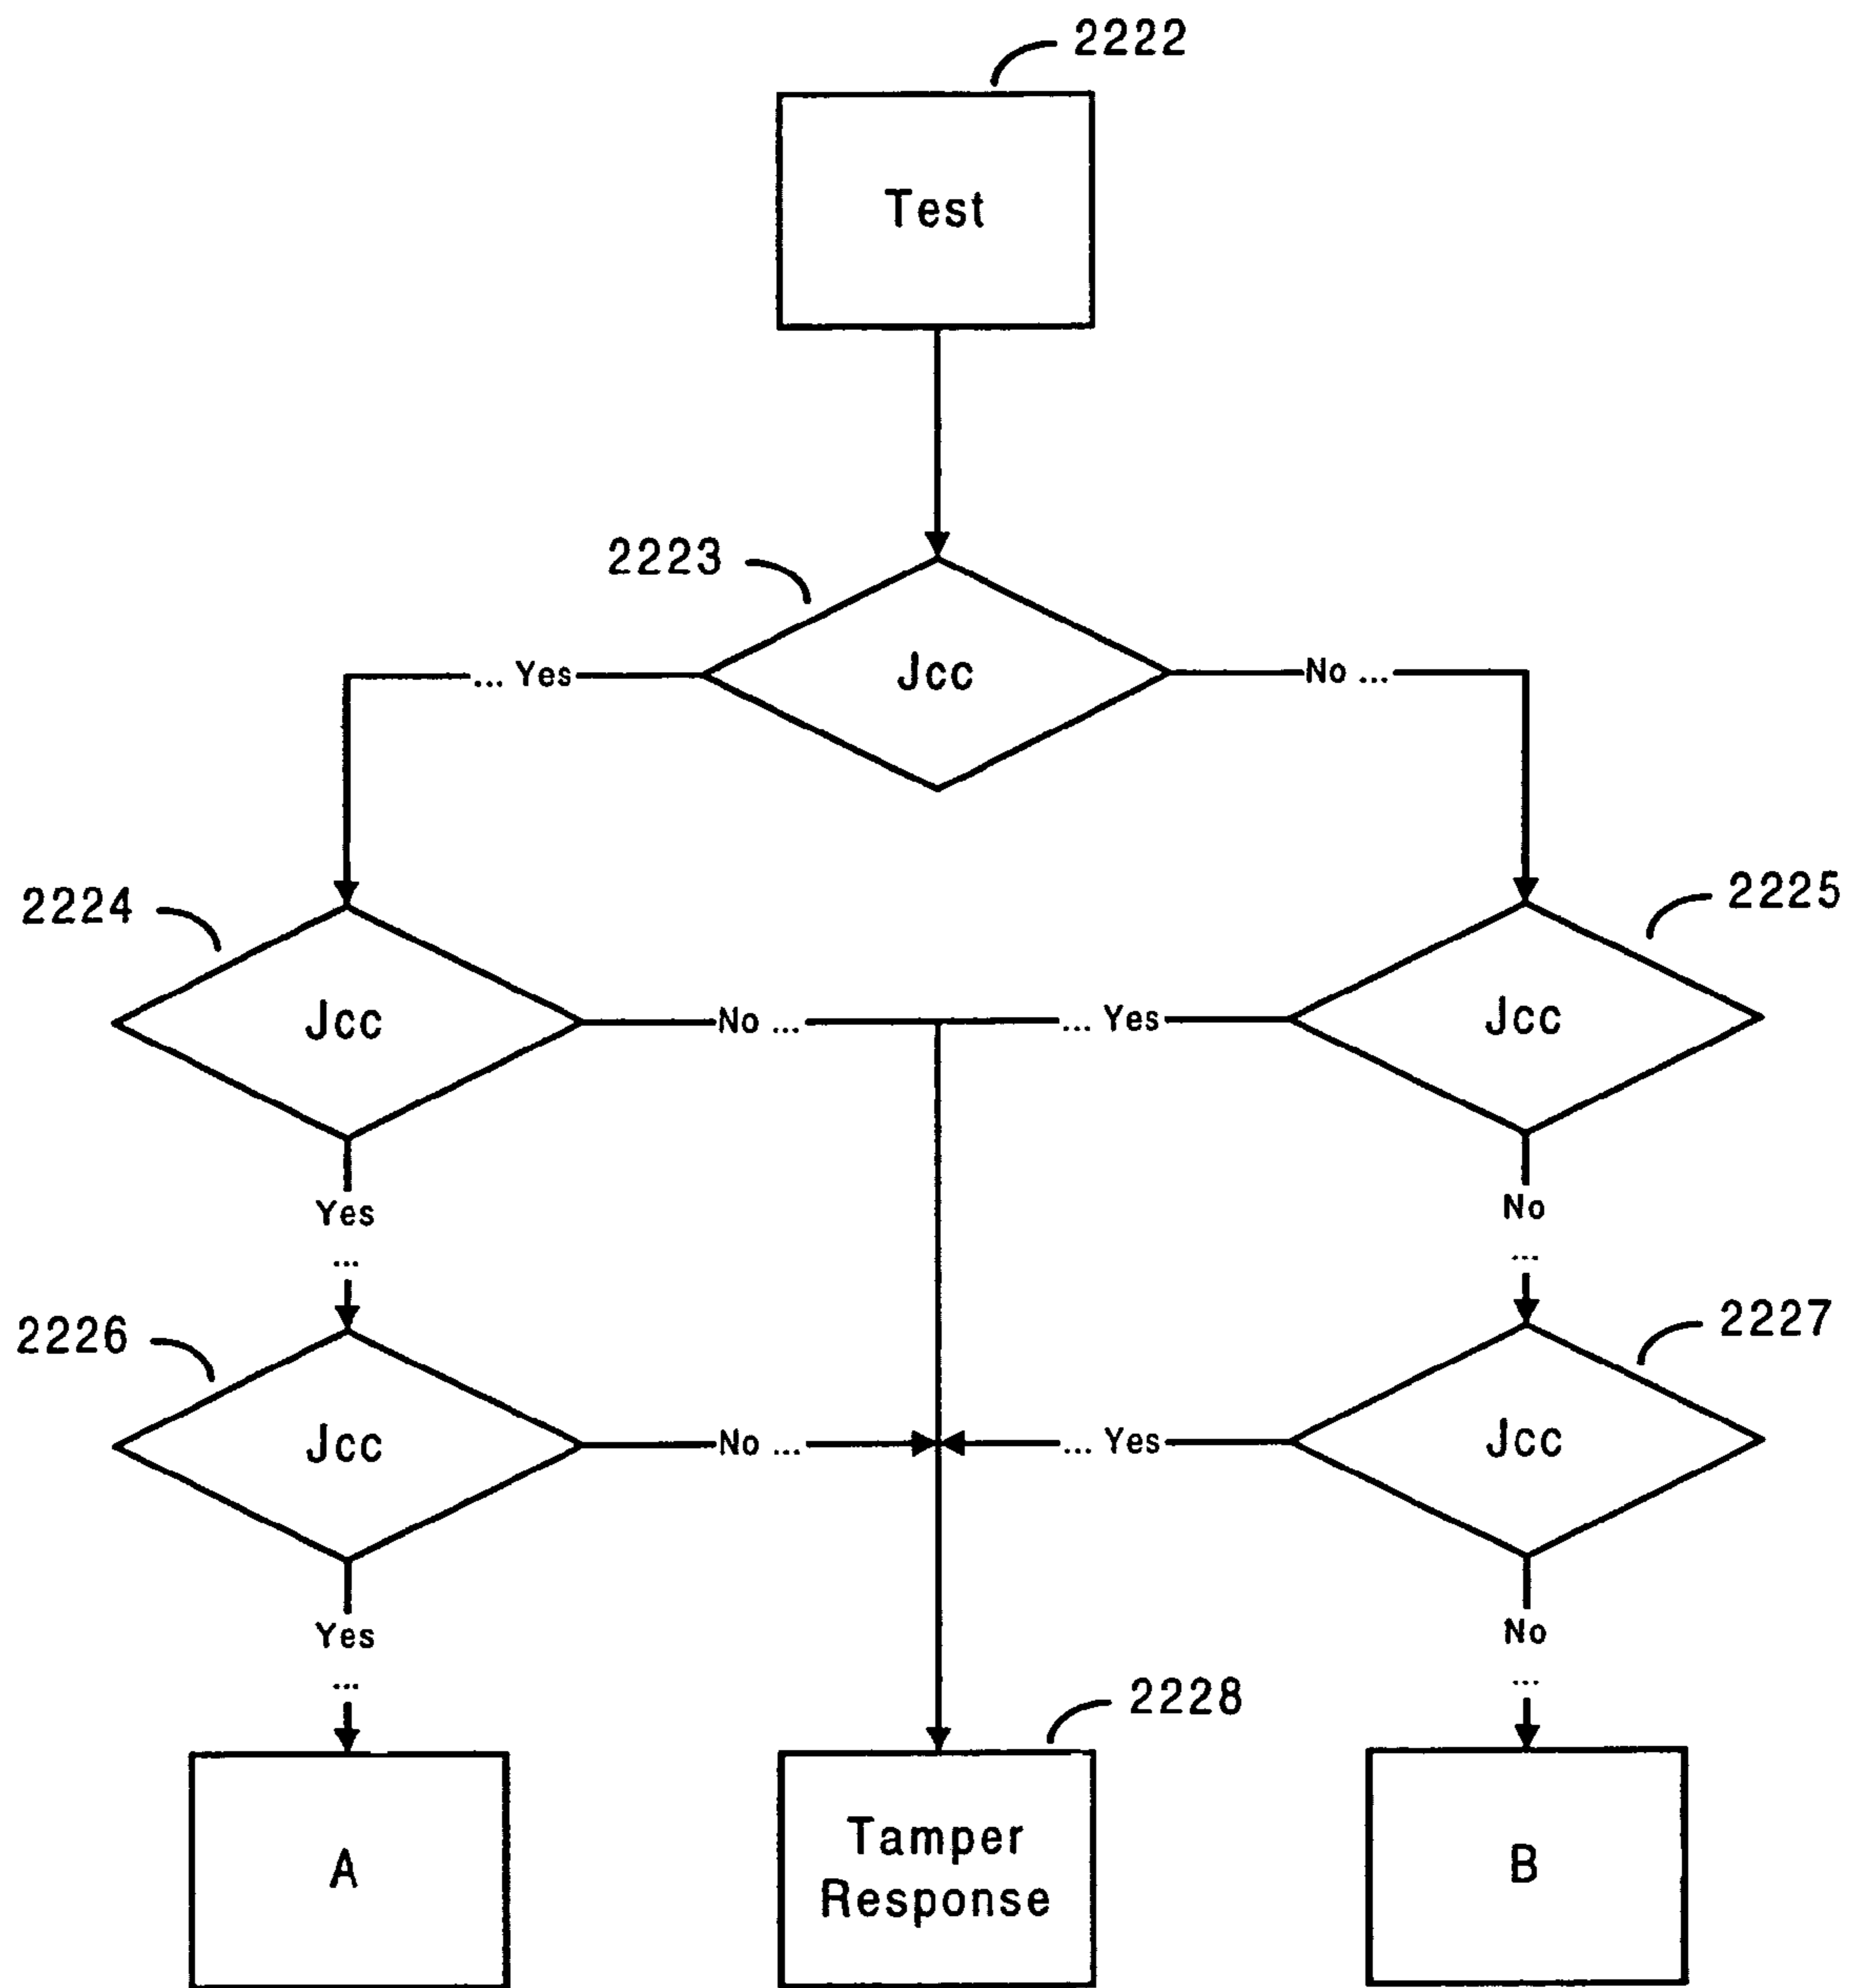 2222
Test
2223
Jcc
... Yes
No ...
2224
2225
Jcc
No ...
... Yes
Jcc
Yes
...
No
...
2226
2227
Jcc
No ...
... Yes
Jcc
Yes
...
No
...
2228
A
Tamper
Response
B